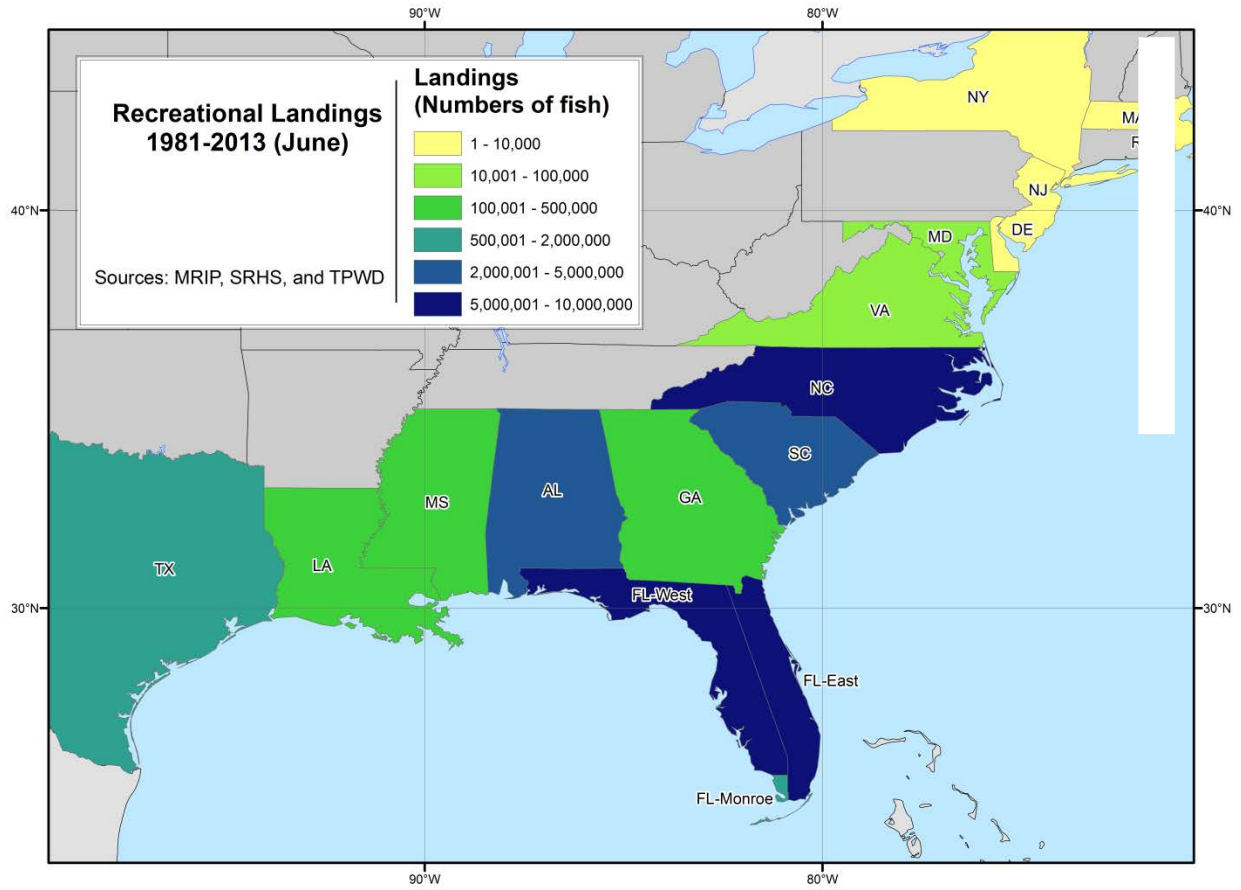 90°W
80°W
Recreational Landings
1981-2013 (June)
Sources: MRIP, SRHS, and TPWD
Landings
(Numbers of fish)
1 - 10,000
10,001 - 100,000
100,001 - 500,000
500,001 - 2,000,000
2,000,001 - 5,000,000
5,000,001 - 10,000,000
NY
MA
NJ
40°N
40°N
DE
MD
VA
NC
SC
MS
AL
GA
TX
LA
FL-West
30°N
30°N
FL-East
FL-Monroe
90°W
80°W